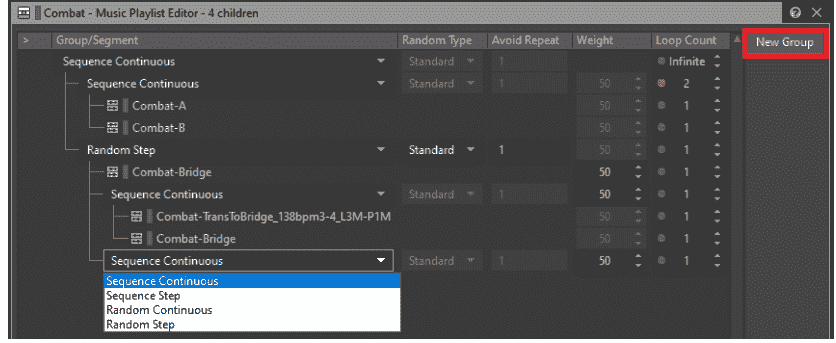 Combat - Music Playlist Editor - 4 children
> Group/Segment Random Type Avoid Repeat Weight Loop Count New Group
Sequence Continuous Standard 1 Infinite
Sequence Continuous Standard 1 50 2
Combat-A 50 1
Combat-B 50 1
Random Step Standard 1 50 1
Combat-Bridge 50 1
Sequence Continuous Standard 1 50 1
Combat-TransToBridge_138bpm3-4_L3M-P1M 50 1
Combat-Bridge 50 1
Sequence Continuous Standard 1 50 1
Sequence Continuous
Sequence Step
Random Continuous
Random Step